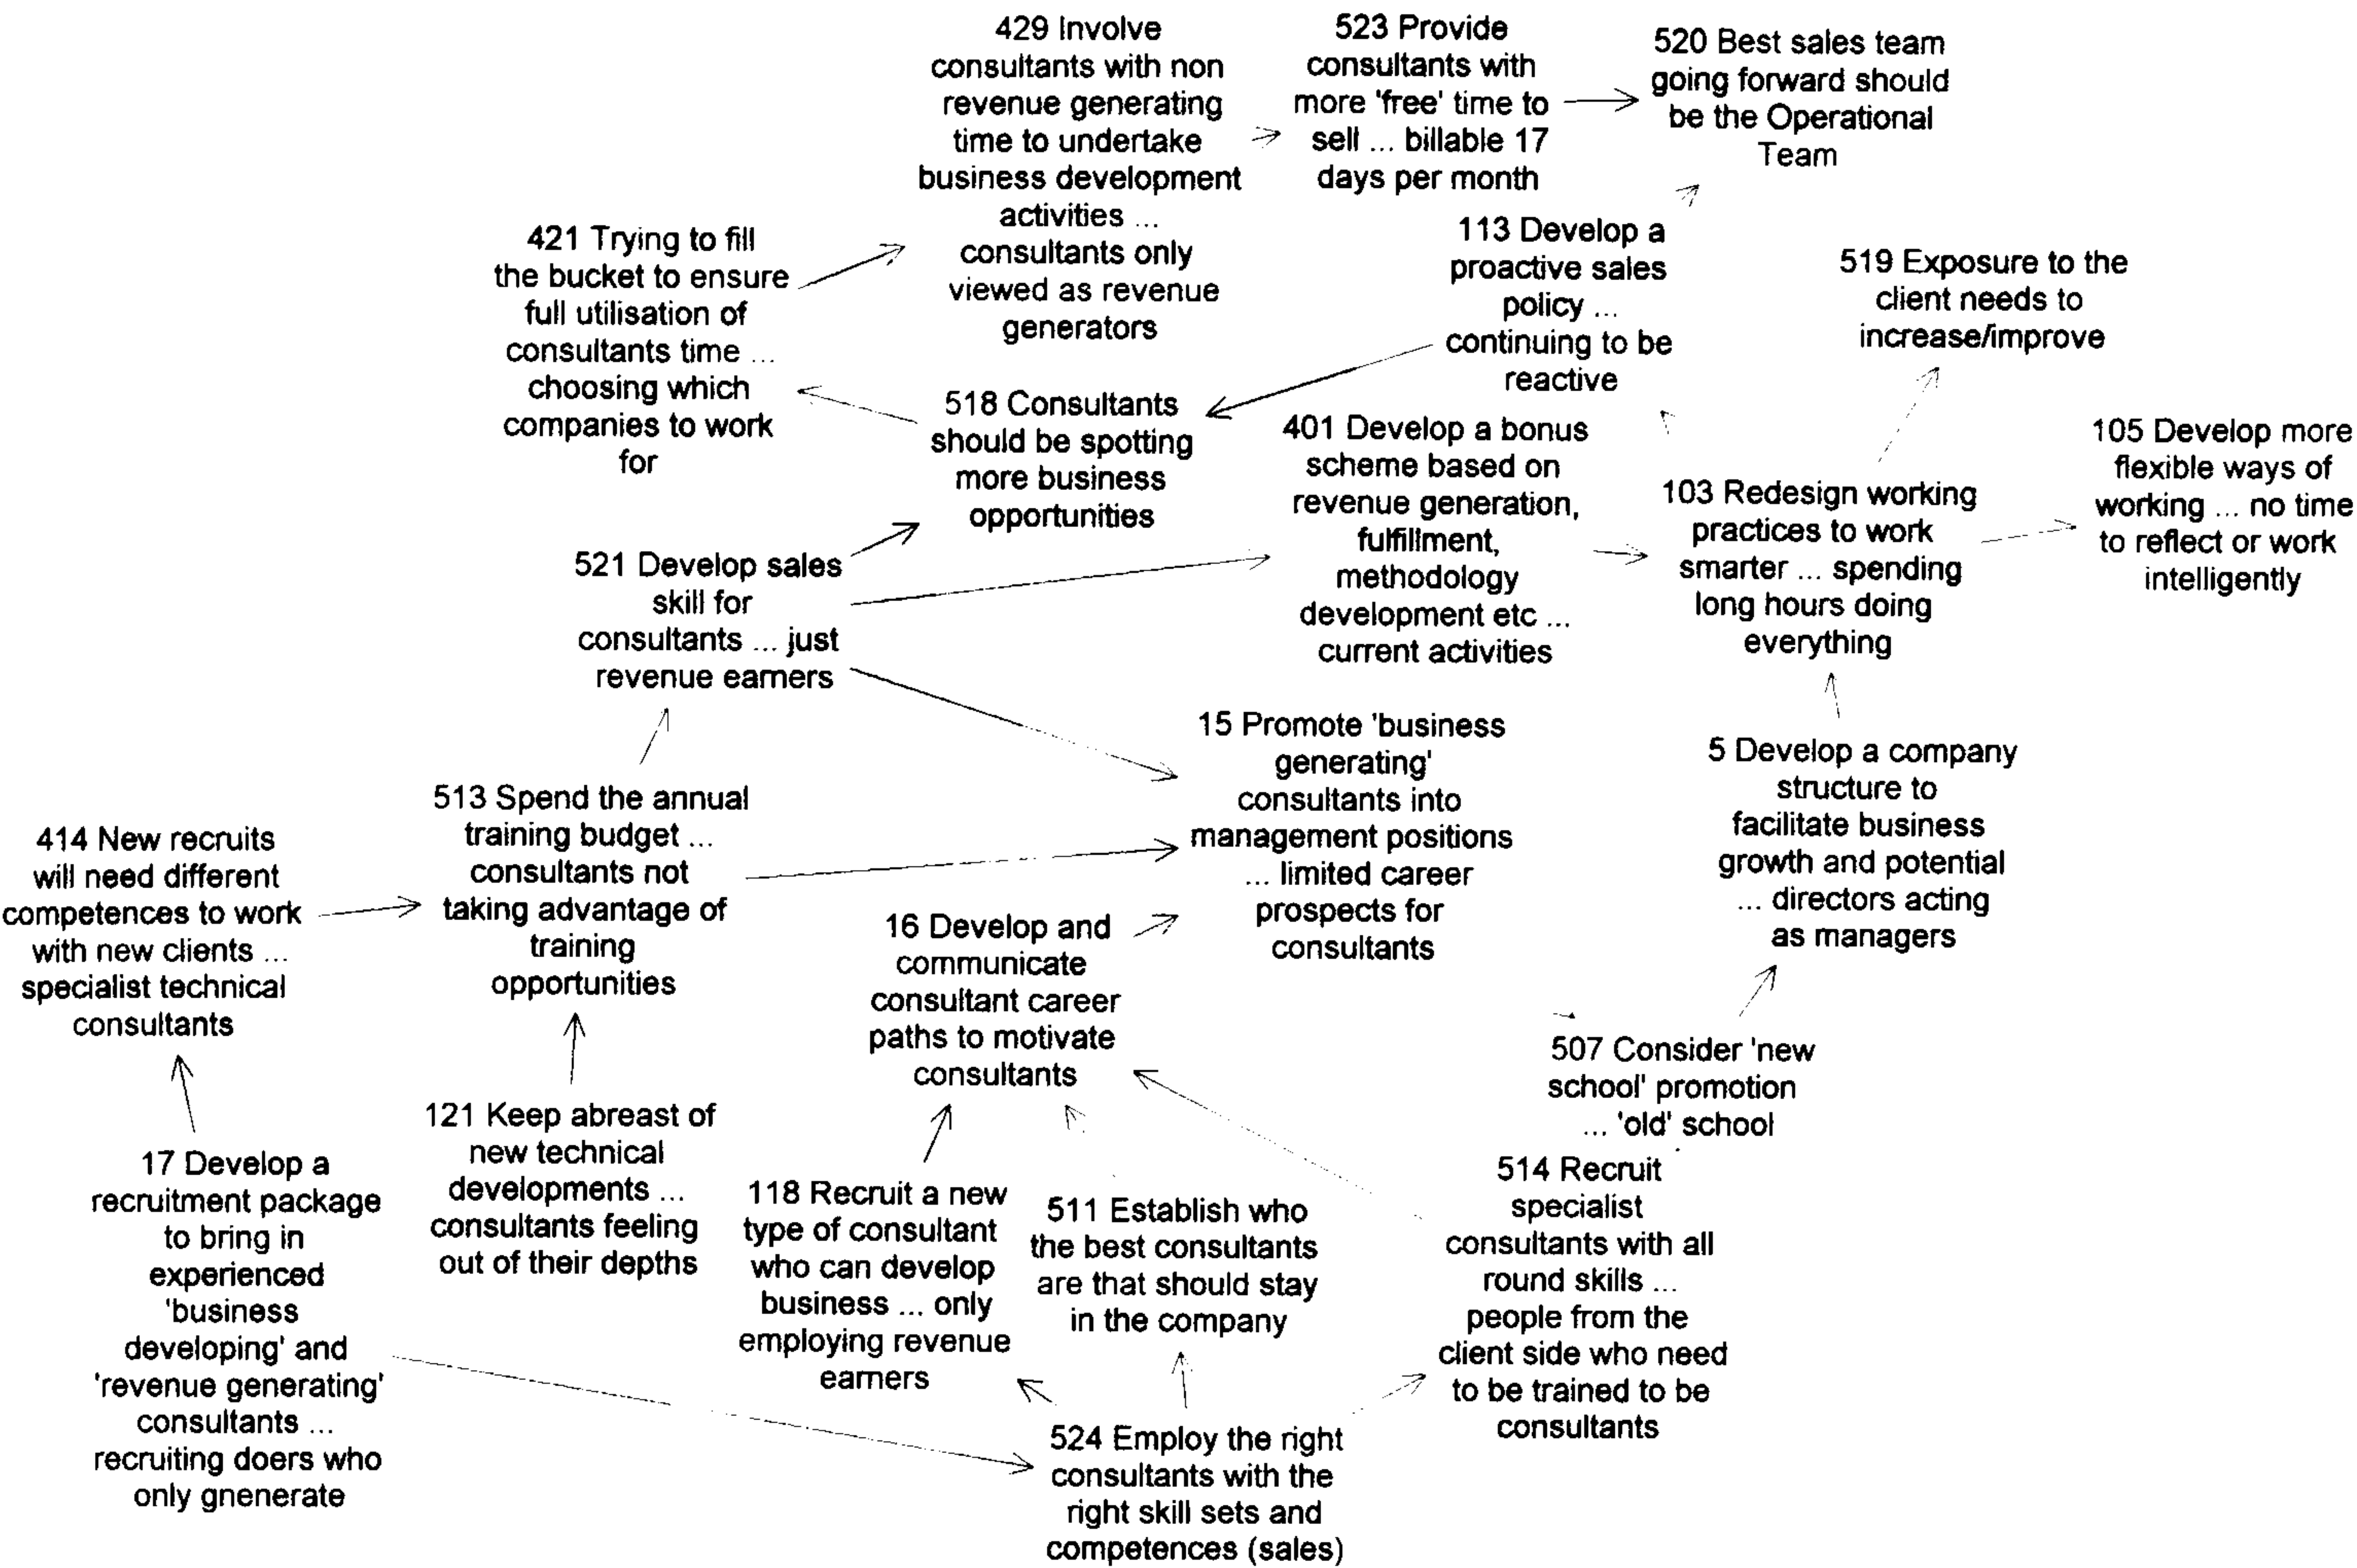 429 Involve
consultants with non
revenue generating
time to undertake
business development
activities ...
consultants only
viewed as revenue
generators
523 Provide
consultants with
more 'free' time to
sell ... billable 17
days per month
520 Best sales team
going forward should
be the Operational
Team
421 Trying to fill
the bucket to ensure
full utilisation of
consultants time ...
choosing which
companies to work
for
113 Develop a
proactive sales
policy ...
continuing to be
reactive
519 Exposure to the
client needs to
increase/improve
518 Consultants
should be spotting
more business
opportunities
401 Develop a bonus
scheme based on
revenue generation,
fulfillment,
methodology
development etc ...
current activities
103 Redesign working
practices to work
smarter ... spending
long hours doing
everything
105 Develop more
flexible ways of
working ... no time
to reflect or work
intelligently
521 Develop sales
skill for
consultants ... just
revenue earners
15 Promote 'business
generating'
consultants into
management positions
... limited career
prospects for
consultants
5 Develop a company
structure to
facilitate business
growth and potential
... directors acting
as managers
513 Spend the annual
training budget ...
consultants not
taking advantage of
training
opportunities
414 New recruits
will need different
competences to work
with new clients ...
specialist technical
consultants
16 Develop and
communicate
consultant career
paths to motivate
consultants
507 Consider 'new
school' promotion
... 'old' school
121 Keep abreast of
new technical
developments ...
consultants feeling
out of their depths
17 Develop a
recruitment package
to bring in
experienced
'business
developing' and
'revenue generating'
consultants ...
recruiting doers who
only gnenerate
118 Recruit a new
type of consultant
who can develop
business ... only
employing revenue
earners
511 Establish who
the best consultants
are that should stay
in the company
514 Recruit
specialist
consultants with all
round skills ...
people from the
client side who need
to be trained to be
consultants
524 Employ the right
consultants with the
right skill sets and
competences (sales)